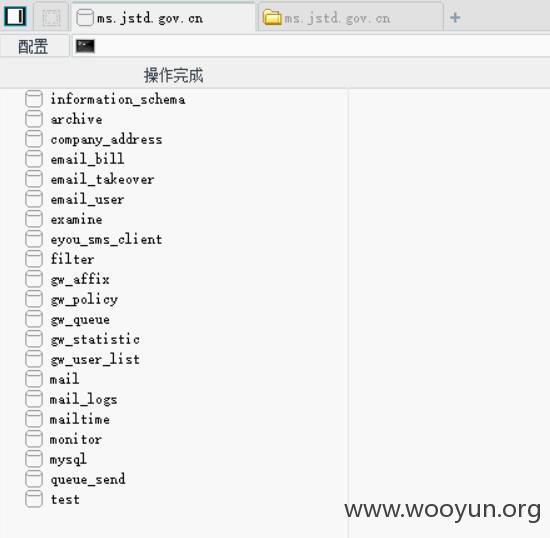 ms.jstd.gov.cn ms.jstd.gov.cn +
配置
操作完成
information_schema
archive
company_address
email_bill
email_takeover
email_user
examine
eyou_sms_client
filter
gw_affix
gw_policy
gw_queue
gw_statistic
gw_user_list
mail
mail_logs
mailtime
monitor
mysql
queue_send
test
www.wooyun.org